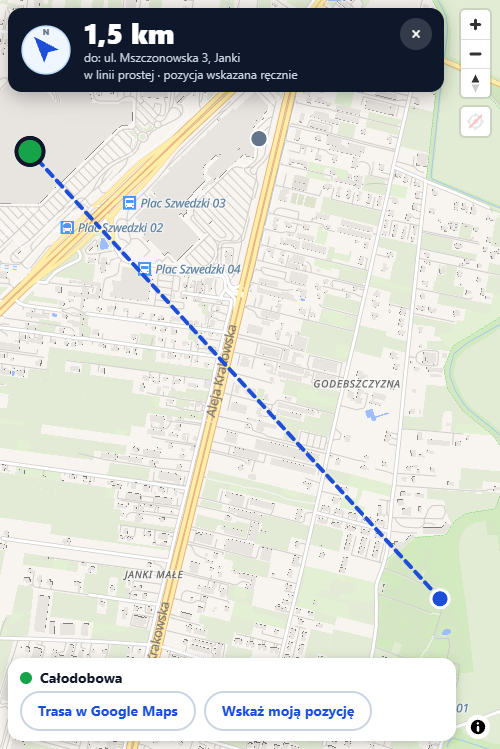 N
1,5 km
do: ul. Mszczonowska 3, Janki
w linii prostej · pozycja wskazana ręcznie
Plac Szwedzki 03
Plac Szwedzki 02
Plac Szwedzki 04
Aleja Krakowska
GODEBSZCZYZNA
JANKI MAŁE
Krakowska
01
Całodobowa
Trasa w Google Maps
Wskaż moją pozycję